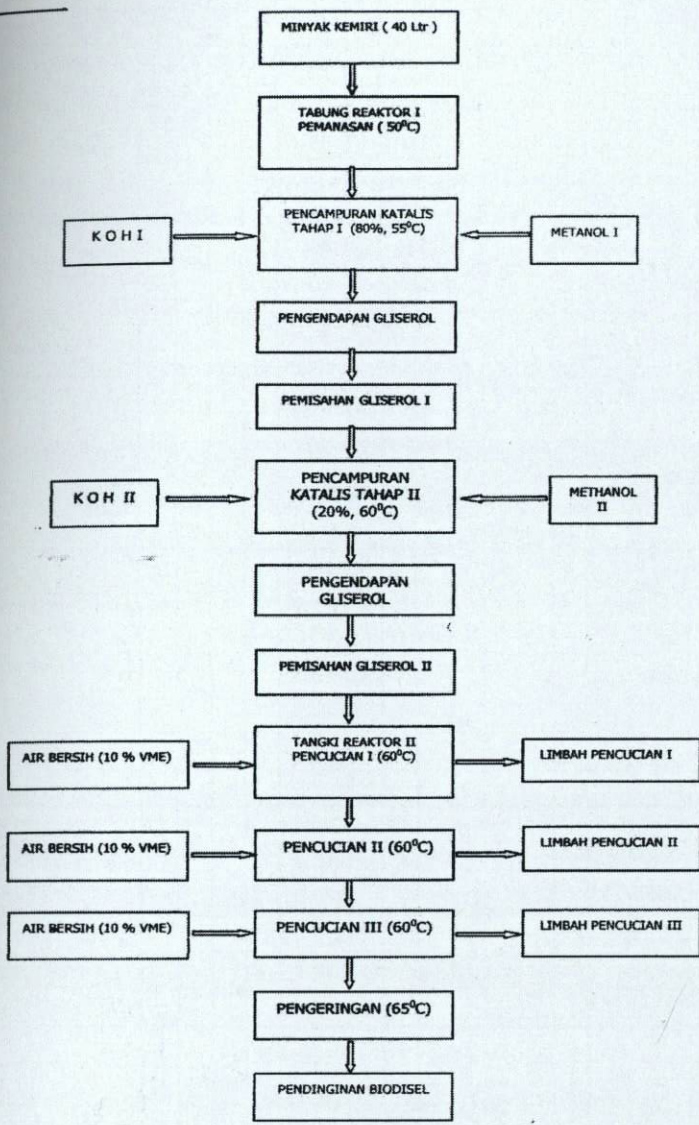 MINYAK KEMIRI ( 40 Ltr )
TABUNG REAKTOR I
PEMANASAN ( 50⁰C)
PENCAMPURAN KATALIS
TAHAP I (80%, 55⁰C)
K O H I
METANOL I
PENGENDAPAN GLISEROL
PEMISAHAN GLISEROL I
PENCAMPURAN
KATALIS TAHAP II
(20%, 60⁰C)
K O H II
METHANOL
II
PENGENDAPAN
GLISEROL
PEMISAHAN GLISEROL II
AIR BERSIH (10 % VME)
TANGKI REAKTOR II
PENCUCIAN I (60⁰C)
LIMBAH PENCUCIAN I
AIR BERSIH (10 % VME)
PENCUCIAN II (60⁰C)
LIMBAH PENCUCIAN II
AIR BERSIH (10 % VME)
PENCUCIAN III (60⁰C)
LIMBAH PENCUCIAN III
PENGERINGAN (65⁰C)
PENDINGINAN BIODISEL